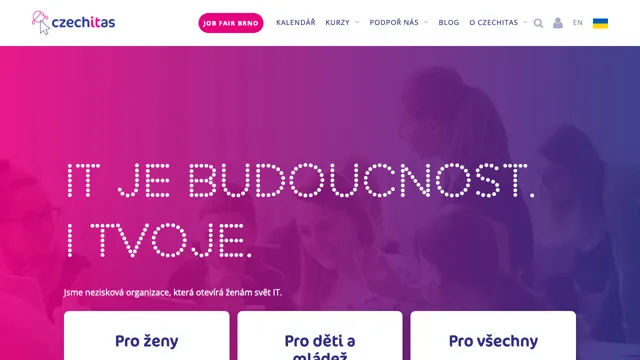 czechitas
JOB FAIR BRNO
KALENDÁŘ
KURZY
PODPOŘ NÁS
BLOG
O CZECHITAS
EN
IT JE BUDOUCNOST.
I TVOJE.
Jsme nezisková organizace, která otevírá ženám svět IT.
Pro ženy
Pro děti a
mládež
Pro všechny